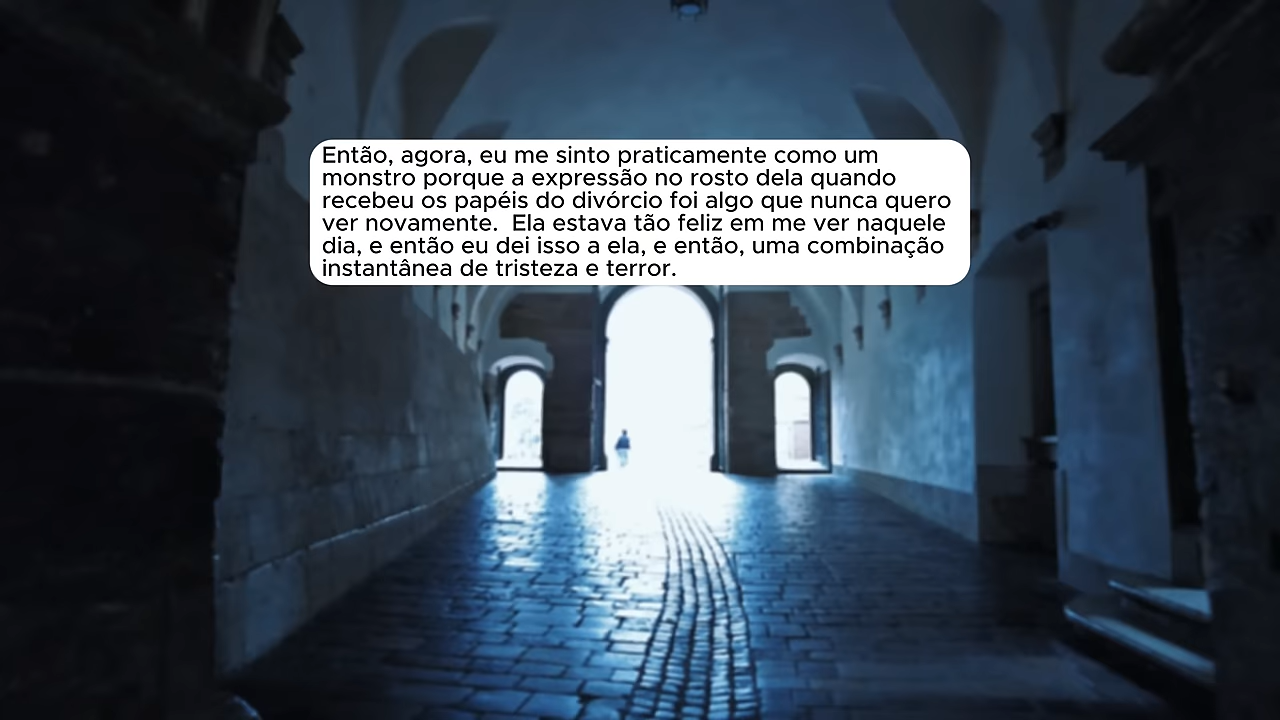 Então, agora, eu me sinto praticamente como um
monstro porque a expressão no rosto dela quando
recebeu os papéis do divórcio foi algo que nunca quero
ver novamente.  Ela estava tão feliz em me ver naquele
dia, e então eu dei isso a ela, e então, uma combinação
instantânea de tristeza e terror.